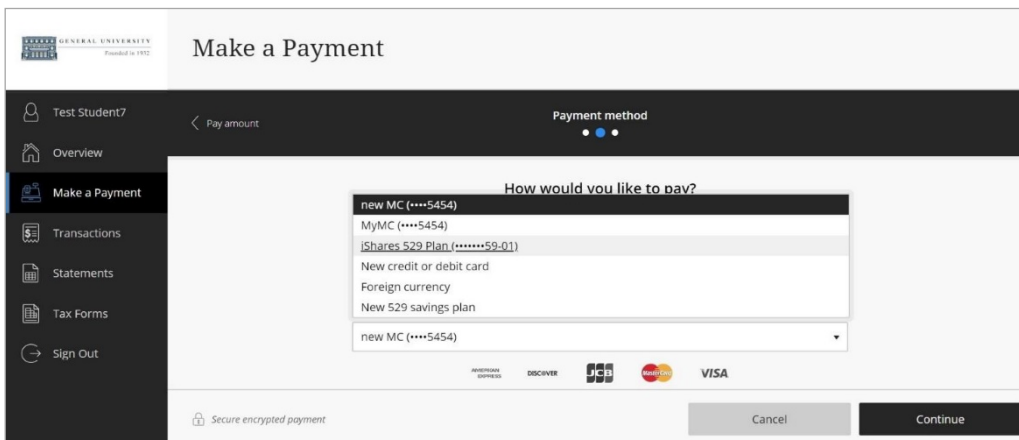 GENERAL UNIVERSITY
Founded in 1952
Make a Payment
Test Student7
Overview
Make a Payment
Transactions
Statements
Tax Forms
Sign Out
Pay amount
Payment method
How would you like to pay?
new MC (••••5454)
MyMC (••••5454)
iShares 529 Plan (•••••••59-01)
New credit or debit card
Foreign currency
New 529 savings plan
new MC (••••5454)
AMERICAN EXPRESS DISCOVER JCB MasterCard VISA
Secure encrypted payment
Cancel
Continue